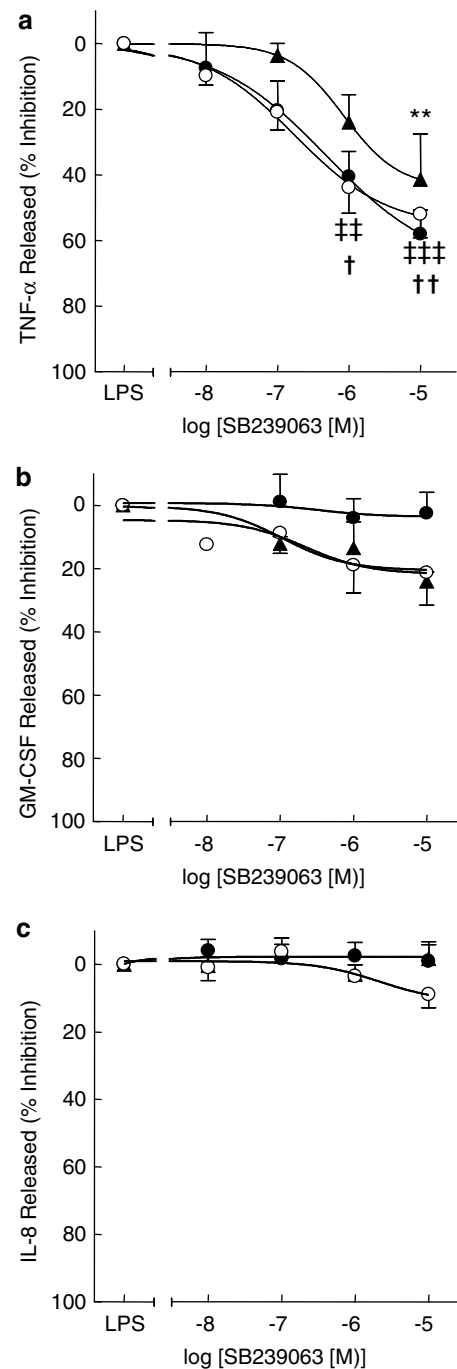 a
TNF-α Released (% Inhibition)
0
20
40
60
80
100
**
‡‡
†
‡‡‡
††
LPS
-8
-7
-6
-5
log [SB239063 [M)]
b
GM-CSF Released (% Inhibition)
0
20
40
60
80
100
LPS
-8
-7
-6
-5
log [SB239063 [M)]
c
IL-8 Released (% Inhibition)
0
20
40
60
80
100
LPS
-8
-7
-6
-5
log [SB239063 [M)]